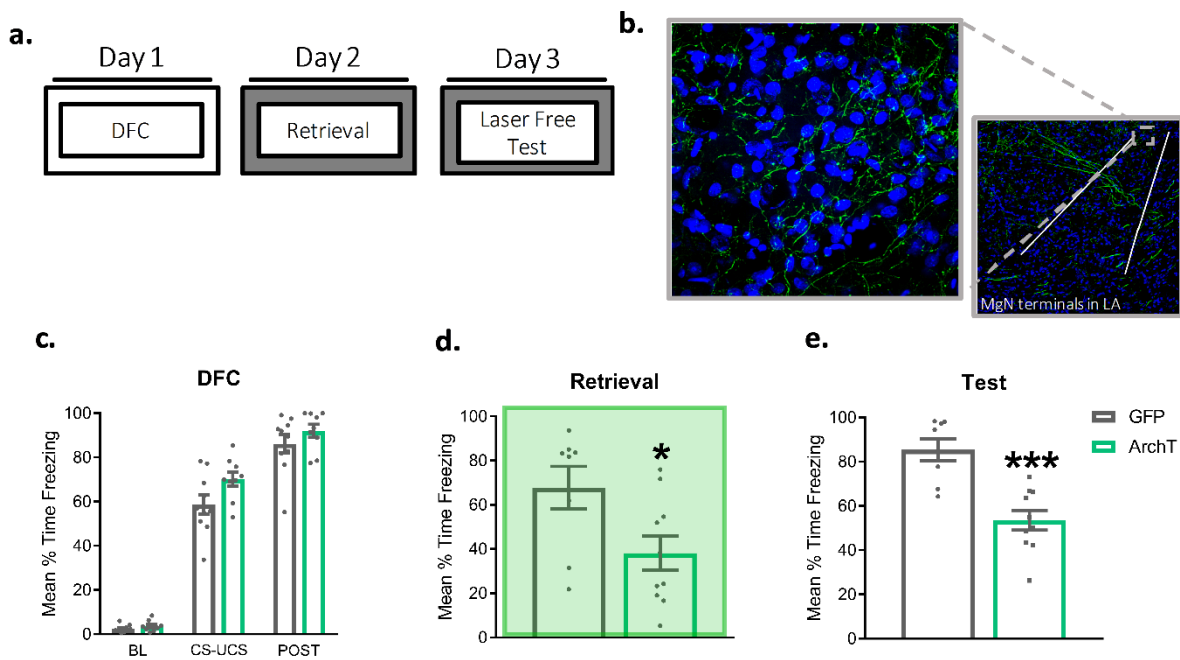 a.
Day 1
Day 2
Day 3
DFC
Retrieval
Laser Free
Test
b.
MgN terminals in LA
c.
DFC
Mean % Time Freezing
100
80
60
40
20
0
BL
CS-UCS
POST
d.
Retrieval
Mean % Time Freezing
100
80
60
40
20
0
*
e.
Test
Mean % Time Freezing
100
80
60
40
20
0
***
GFP
ArchT